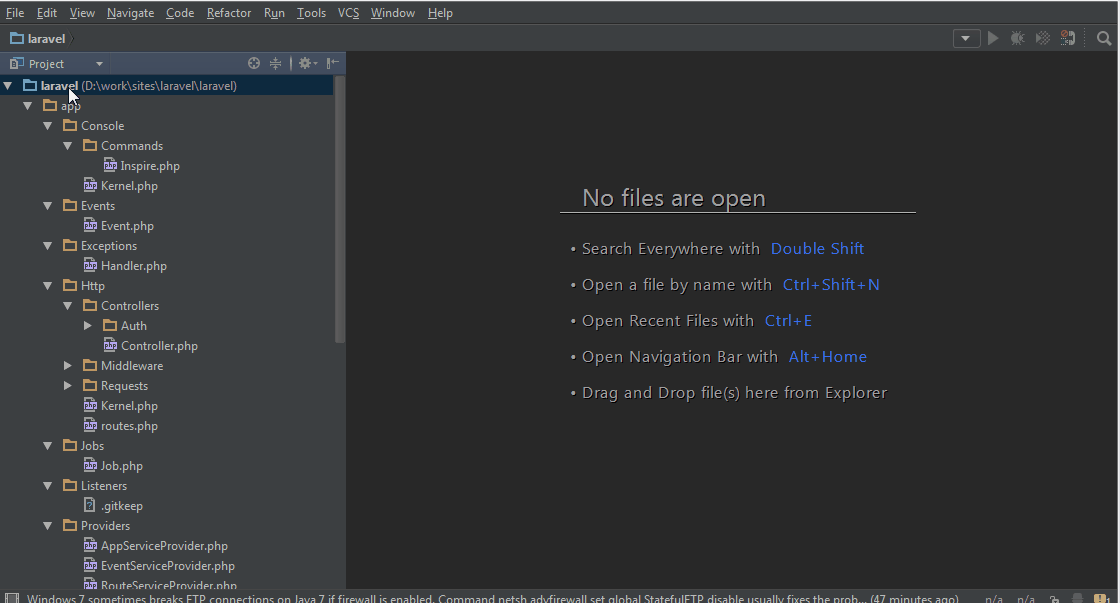 File Edit View Navigate Code Refactor Run Tools VCS Window Help
laravel
Project
laravel (D:\work\sites\laravel\laravel)
app
Console
Commands
Inspire.php
Kernel.php
Events
Event.php
Exceptions
Handler.php
Http
Controllers
Auth
Controller.php
Middleware
Requests
Kernel.php
routes.php
Jobs
Job.php
Listeners
.gitkeep
Providers
AppServiceProvider.php
EventServiceProvider.php
RouteServiceProvider.php
No files are open
• Search Everywhere with Double Shift
• Open a file by name with Ctrl+Shift+N
• Open Recent Files with Ctrl+E
• Open Navigation Bar with Alt+Home
• Drag and Drop file(s) here from Explorer
Windows 7 sometimes breaks FTP connections on Java 7 if firewall is enabled. Command netsh advfirewall set global StatefulFTP disable usually fixes the prob... (47 minutes ago) n/a n/a